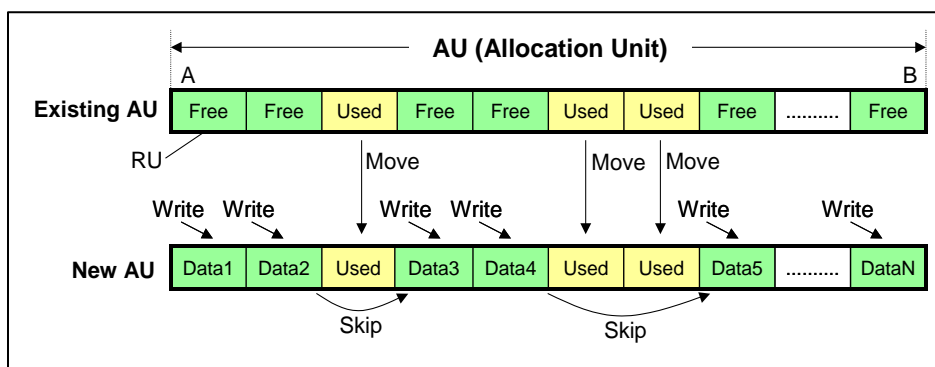 AU (Allocation Unit)
A B
Existing AU Free Free Used Free Free Used Used Free .......... Free
RU
Move Move Move
Write Write Write Write Write Write
New AU Data1 Data2 Used Data3 Data4 Used Used Data5 .......... DataN
Skip Skip